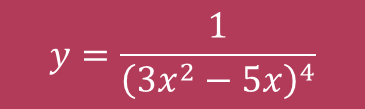 y = 1/(3x² − 5x)⁴